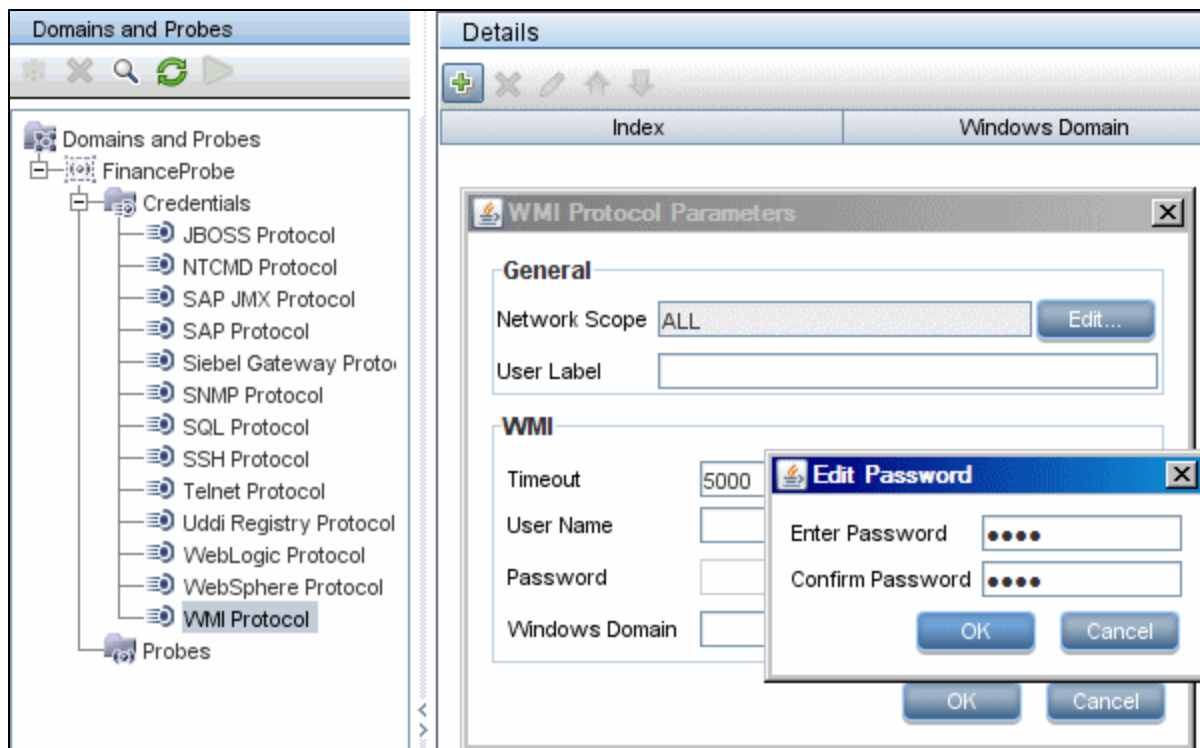 Domains and Probes
Domains and Probes
FinanceProbe
Credentials
JBOSS Protocol
NTCMD Protocol
SAP JMX Protocol
SAP Protocol
Siebel Gateway Proto
SNMP Protocol
SQL Protocol
SSH Protocol
Telnet Protocol
Uddi Registry Protocol
WebLogic Protocol
WebSphere Protocol
WMI Protocol
Probes
Details
Index Windows Domain
WMI Protocol Parameters
General
Network Scope ALL Edit...
User Label
WMI
Timeout 5000
User Name
Password
Windows Domain
OK Cancel
Edit Password
Enter Password ●●●●
Confirm Password ●●●●
OK Cancel